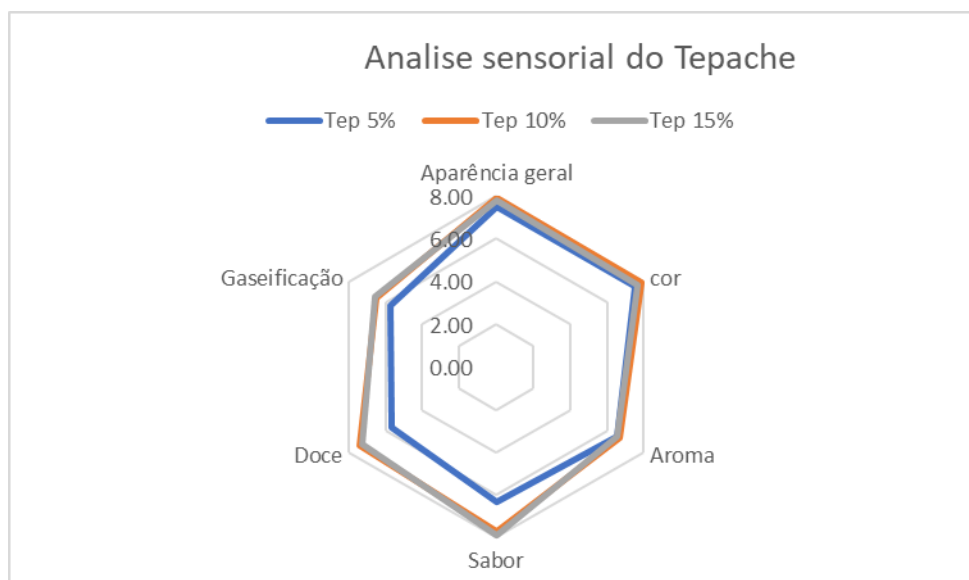 Analise sensorial do Tepache
Tep 5% Tep 10% Tep 15%
Aparência geral
8.00
6.00
Gaseificação
cor
4.00
2.00
0.00
Doce
Aroma
Sabor